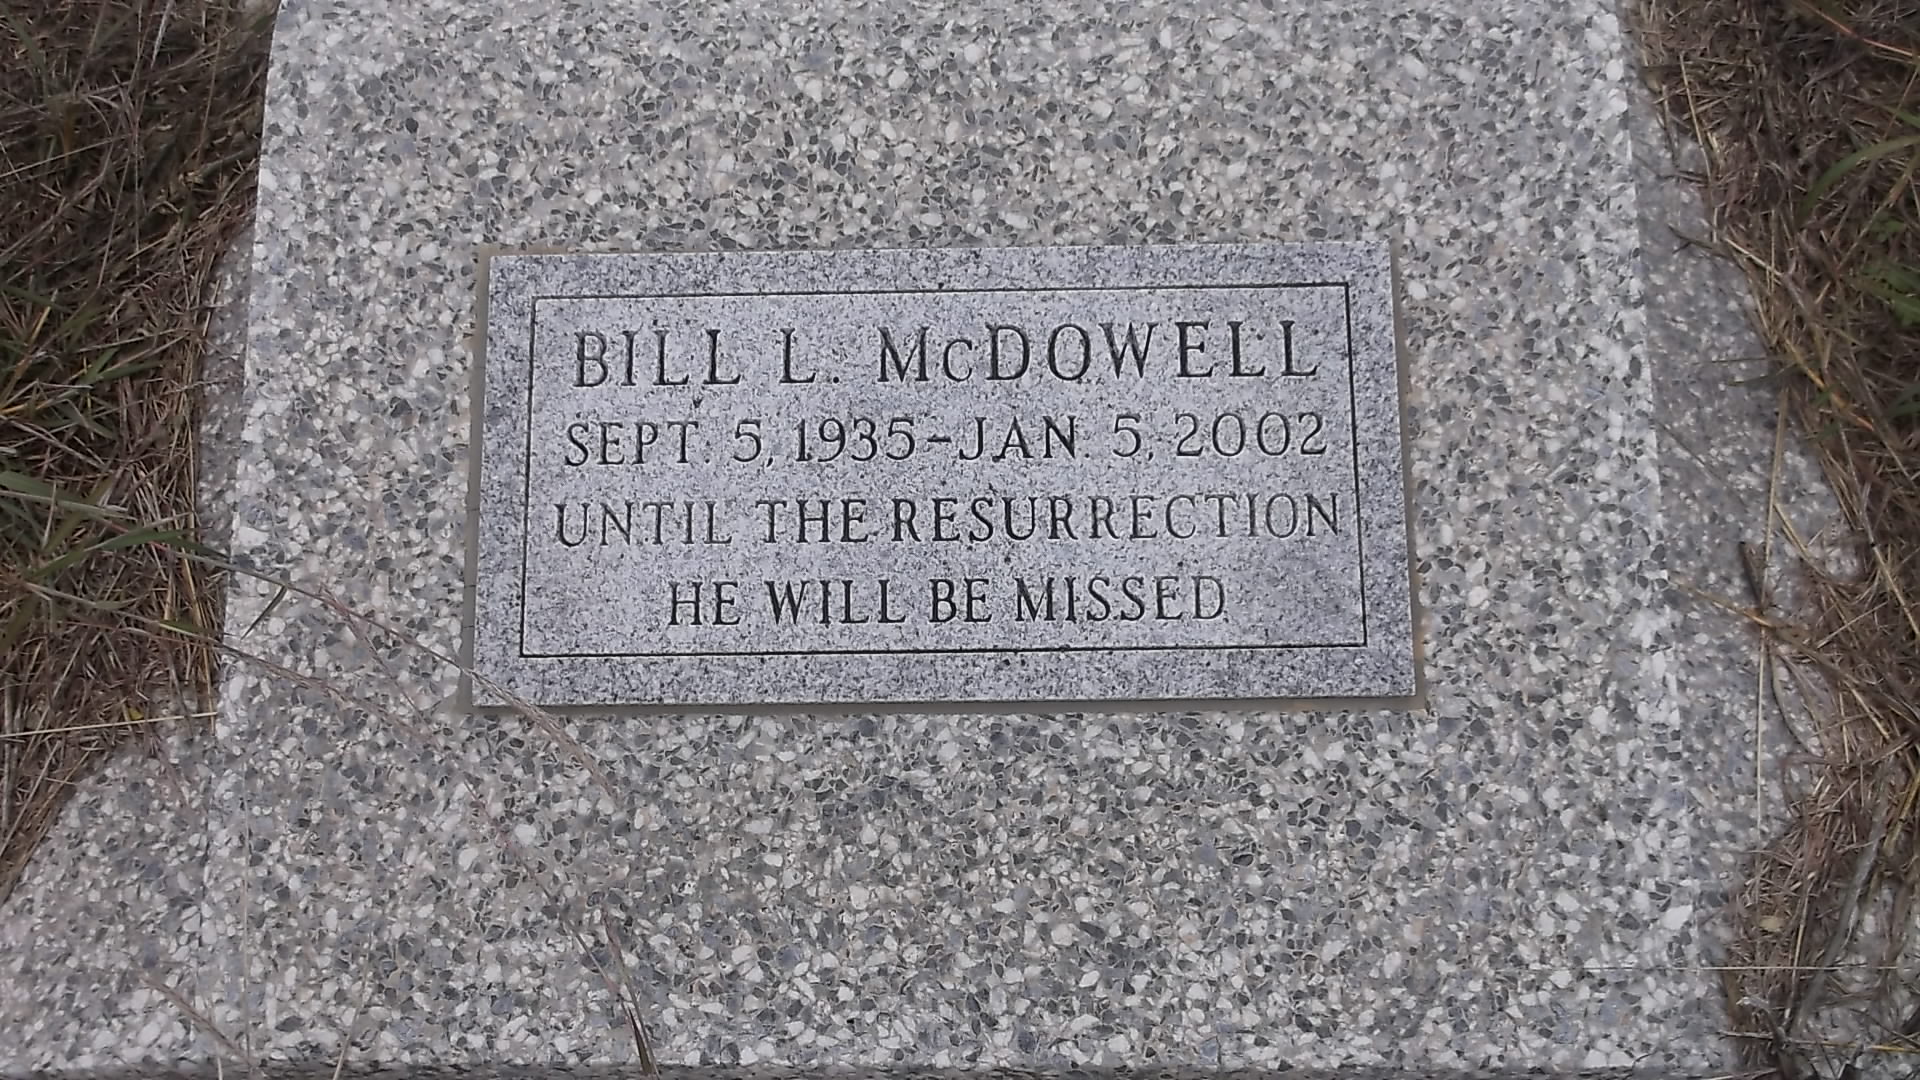 BILL L. McDOWELL
SEPT. 5, 1935-JAN. 5, 2002
UNTIL THE RESURRECTION
HE WILL BE MISSED